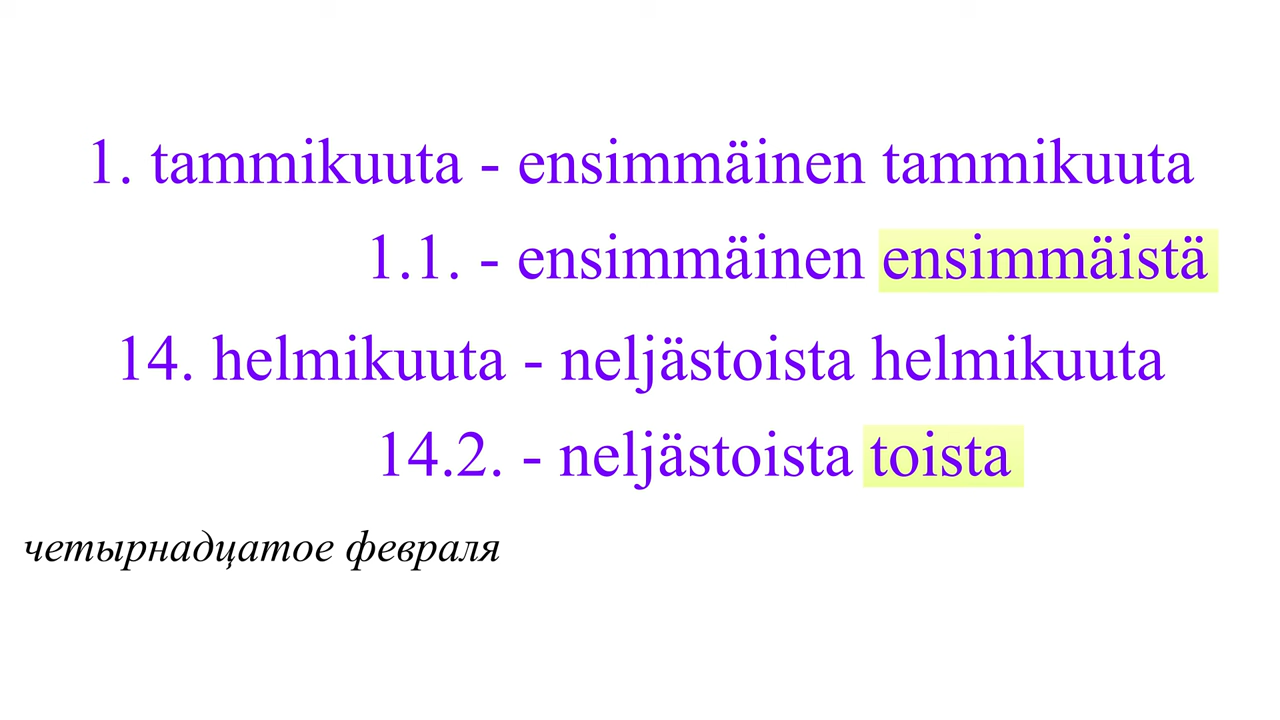 1. tammikuuta - ensimmäinen tammikuuta
1.1. - ensimmäinen ensimmäistä
14. helmikuuta - neljästoista helmikuuta
14.2. - neljästoista toista
четырнадцатое февраля